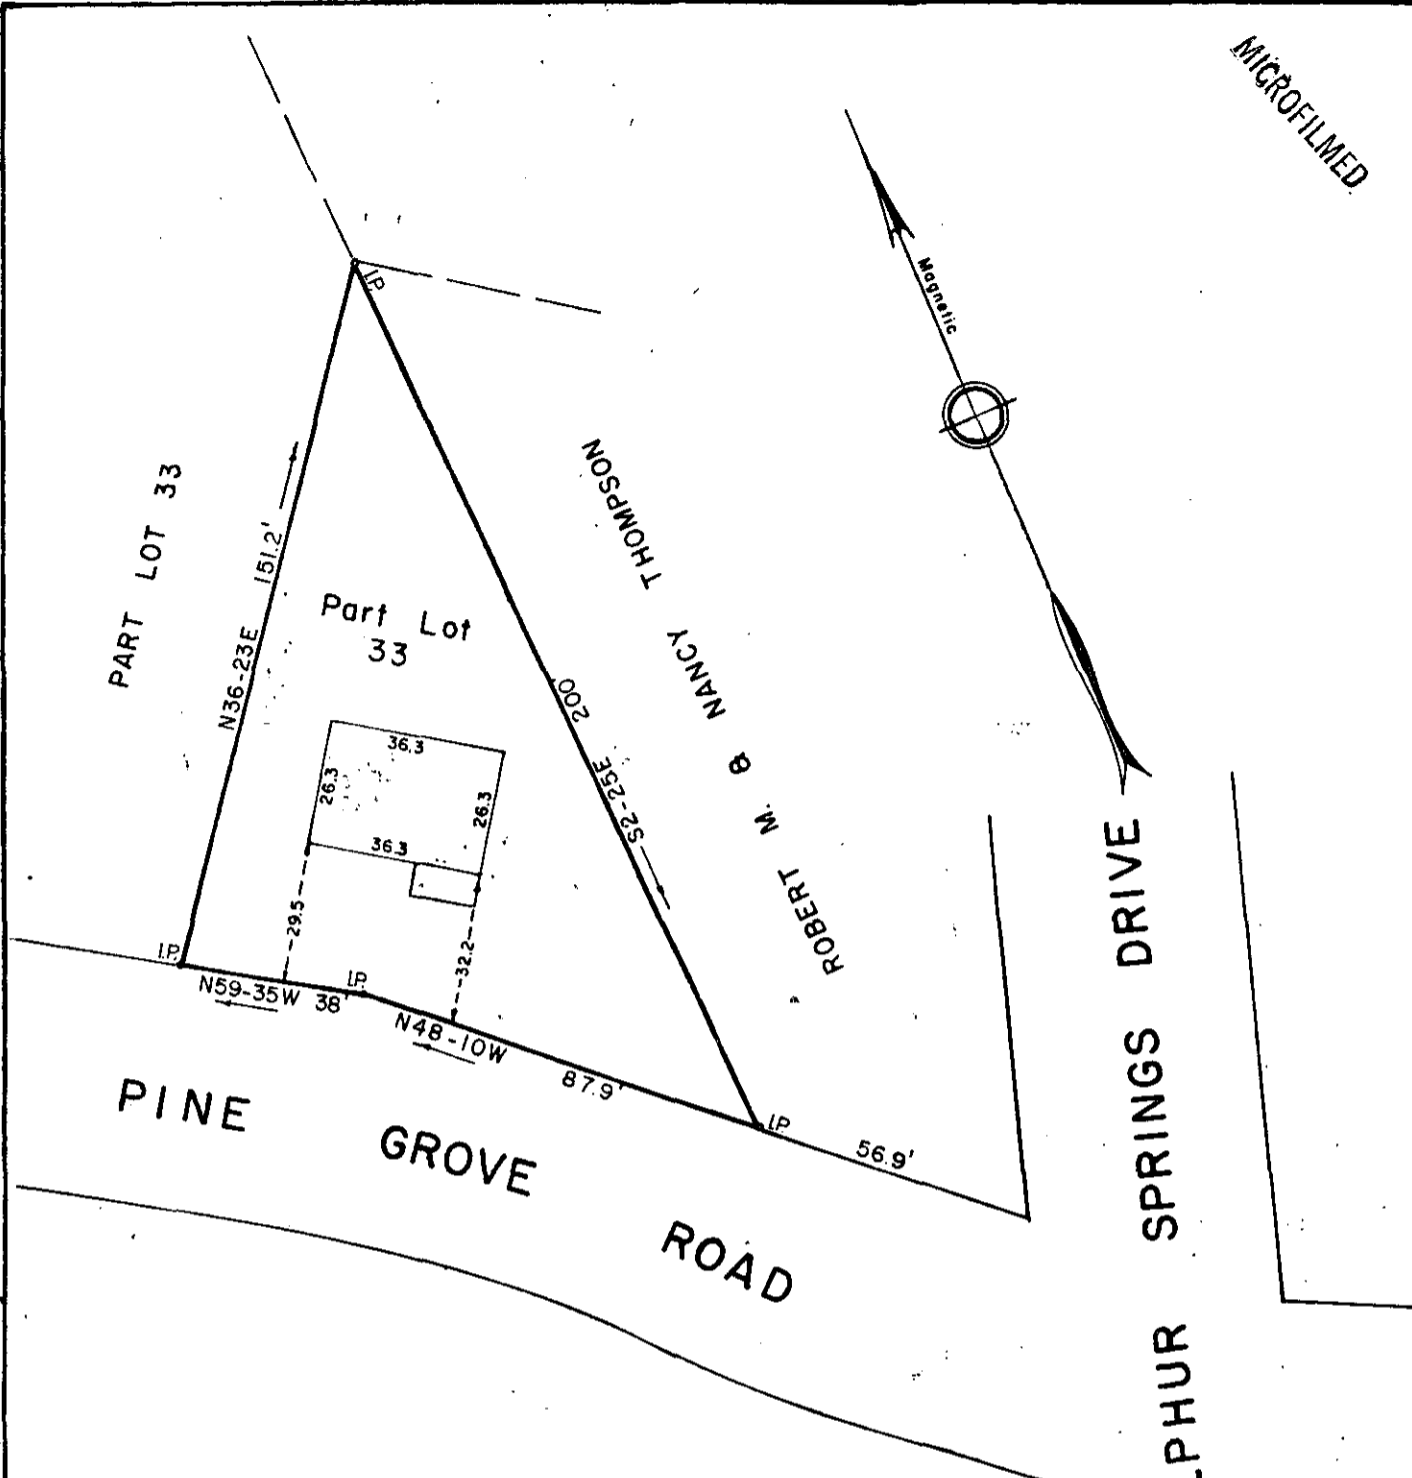 MICROFILMED
Magnetic
I.P.
PART LOT 33
N36-23E 151.2'
Part Lot
33
200'
S2-25E
ROBERT M. & NANCY THOMPSON
36.3
26.3
26.3
36.3
29.5
32.2
I.P.
N59-35W 38'
I.P.
N48-10W 87.9'
I.P.
56.9'
PINE GROVE ROAD
LPHUR SPRINGS DRIVE